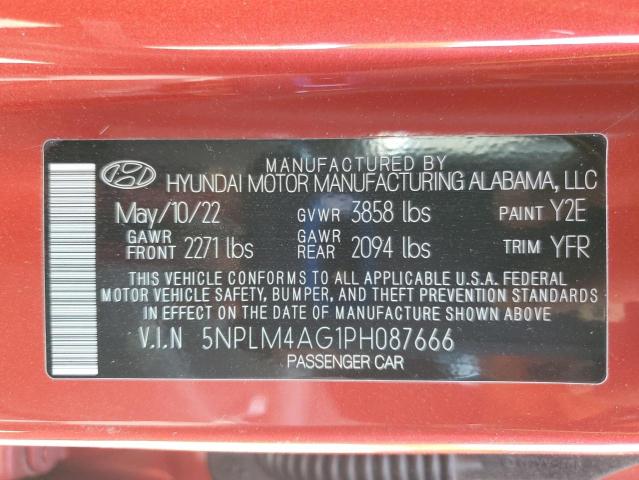 MANUFACTURED BY
HYUNDAI MOTOR MANUFACTURING ALABAMA, LLC
May/10/22 GVWR 3858 lbs PAINT Y2E
GAWR FRONT 2271 lbs GAWR REAR 2094 lbs TRIM YFR
THIS VEHICLE CONFORMS TO ALL APPLICABLE U.S.A. FEDERAL
MOTOR VEHICLE SAFETY, BUMPER, AND THEFT PREVENTION STANDARDS
IN EFFECT ON THE DATE OF MANUFACTURE SHOWN ABOVE.
V.I.N 5NPLM4AG1PH087666
PASSENGER CAR